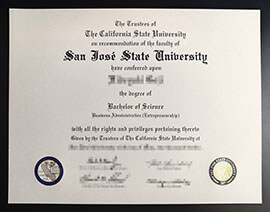 The Trustees of
The California State University
on recommendation of the faculty of
San José State University
have conferred upon
the degree of
Bachelor of Science
Business Administration (Entrepreneurship)
with all the rights and privileges pertaining thereto
Given by the Trustees of The California State University at